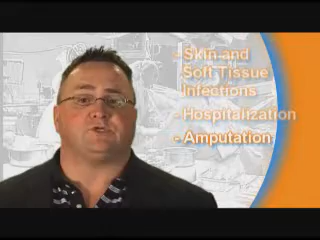 - Skin and
Soft Tissue
Infections
- Hospitalization
- Amputation